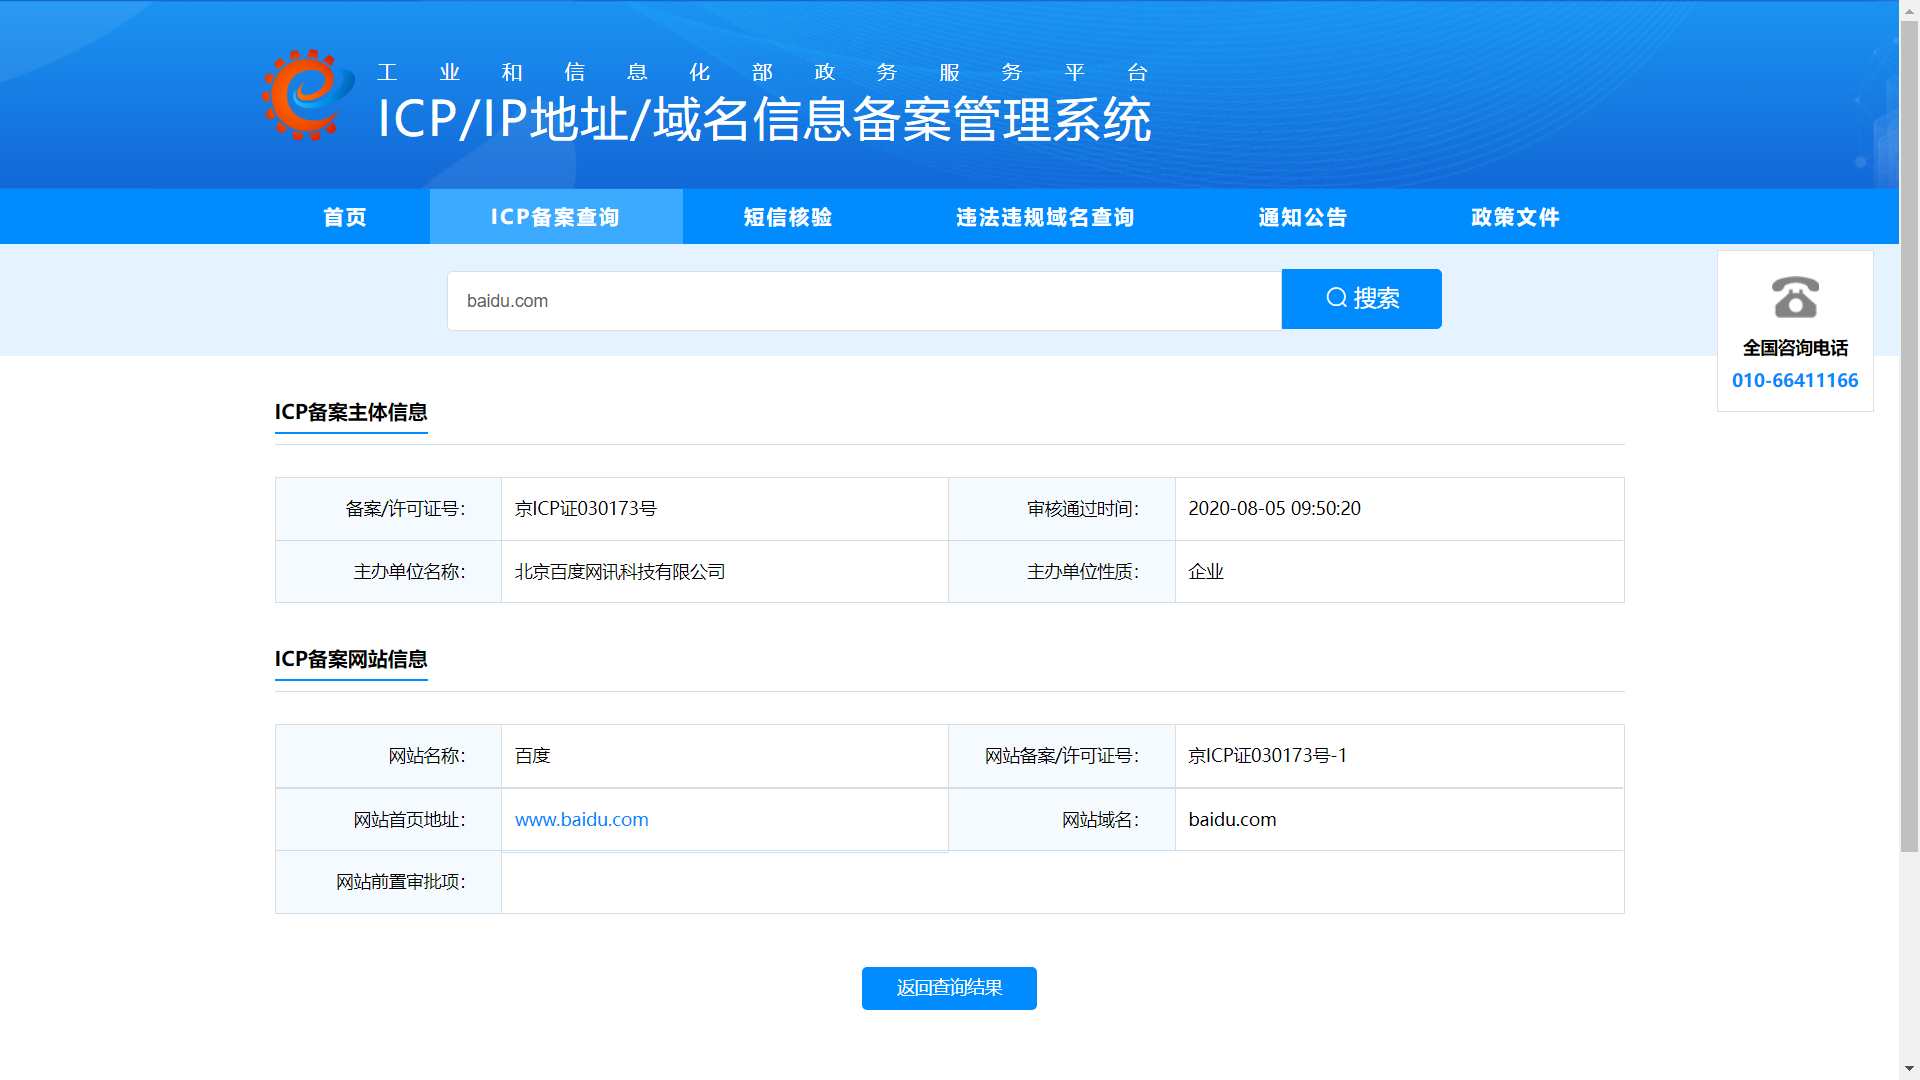 工业和信息化部政务服务平台
ICP/IP地址/域名信息备案管理系统
首页 ICP备案查询 短信核验 违法违规域名查询 通知公告 政策文件
baidu.com 搜索
全国咨询电话
010-66411166
ICP备案主体信息
备案/许可证号： 京ICP证030173号 审核通过时间： 2020-08-05 09:50:20
主办单位名称： 北京百度网讯科技有限公司 主办单位性质： 企业
ICP备案网站信息
网站名称： 百度 网站备案/许可证号： 京ICP证030173号-1
网站首页地址： www.baidu.com 网站域名： baidu.com
网站前置审批项：
返回查询结果